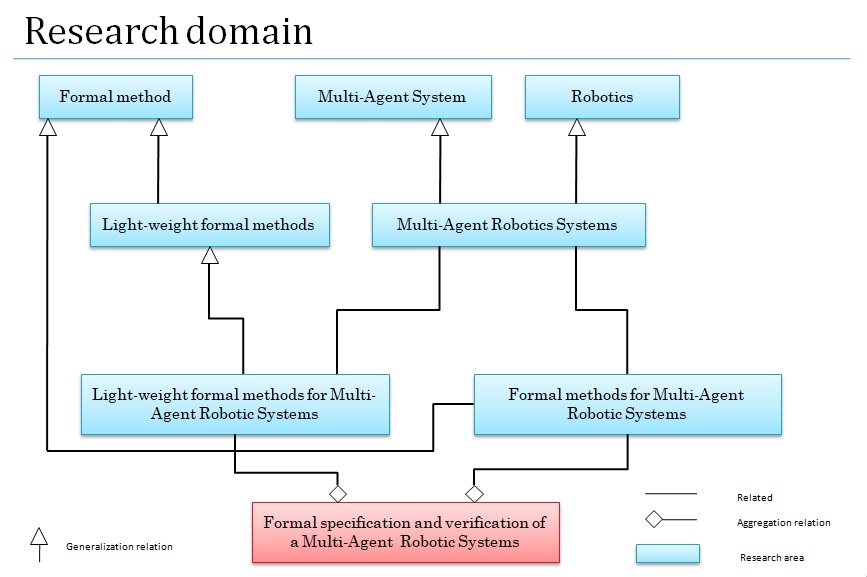 Research domain
Formal method
Multi-Agent System
Robotics
Light-weight formal methods
Multi-Agent Robotics Systems
Light-weight formal methods for Multi-
Agent Robotic Systems
Formal methods for Multi-Agent
Robotic Systems
Formal specification and verification of
a Multi-Agent Robotic Systems
Related
Aggregation relation
Generalization relation
Research area